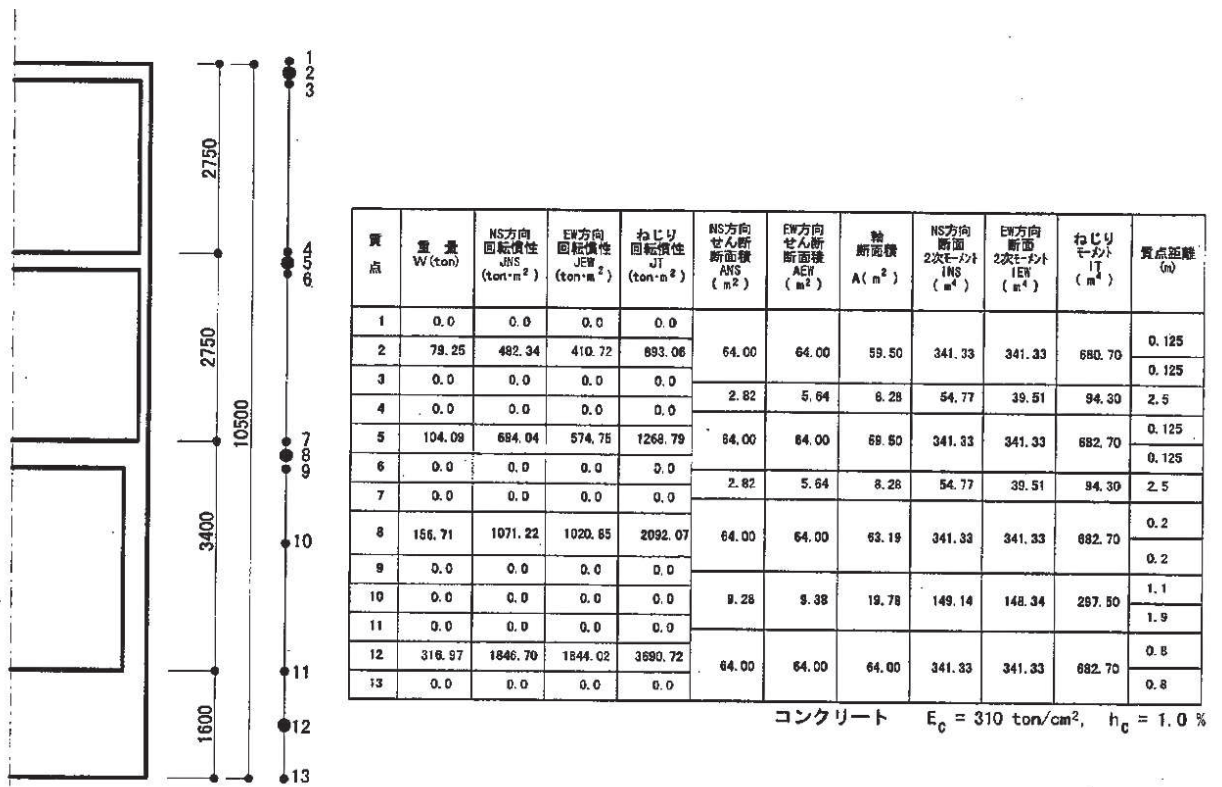 1
2
3
2750
4
5
6
2750
10500
7
8
9
3400
10
11
1600
12
13
質点 重量 W(ton) NS方向 回転慣性 JNS (ton·m²) EW方向 回転慣性 JEW (ton·m²) ねじり 回転慣性 JT (ton·m²) NS方向 せん断 断面積 ANS (m²) EW方向 せん断 断面積 AEW (m²) 軸 断面積 A(m²) NS方向 断面 2次モーメント INS (m⁴) EW方向 断面 2次モーメント IEW (m⁴) ねじり モーメント IT (m⁴) 質点距離 (m)
1 0.0 0.0 0.0 0.0
0.125
2 79.25 482.34 410.72 893.06 64.00 64.00 59.50 341.33 341.33 680.70
0.125
3 0.0 0.0 0.0 0.0
2.82 5.64 54.77 39.51 94.30 2.5
4 0.0 0.0 0.0 0.0
0.125
5 104.09 684.04 574.75 1268.79 64.00 64.00 341.33 341.33 682.70
0.125
6 0.0 0.0 0.0 0.0
2.82 5.64 8.28 54.77 39.51 94.30 2.5
7 0.0 0.0 0.0 0.0
0.2
8 156.71 1071.22 1020.85 2092.07 64.00 64.00 63.19 341.33 341.33 682.70
0.2
9 0.0 0.0 0.0 0.0
1.1
10 0.0 0.0 0.0 0.0 9.28 9.38 19.78 149.14 148.34 297.50
1.9
11 0.0 0.0 0.0 0.0
0.8
12 316.97 1846.70 1844.02 3690.72 64.00 64.00 64.00 341.33 341.33 682.70
0.8
13 0.0 0.0 0.0 0.0
コンクリート E_c = 310 ton/cm², h_c = 1.0 %